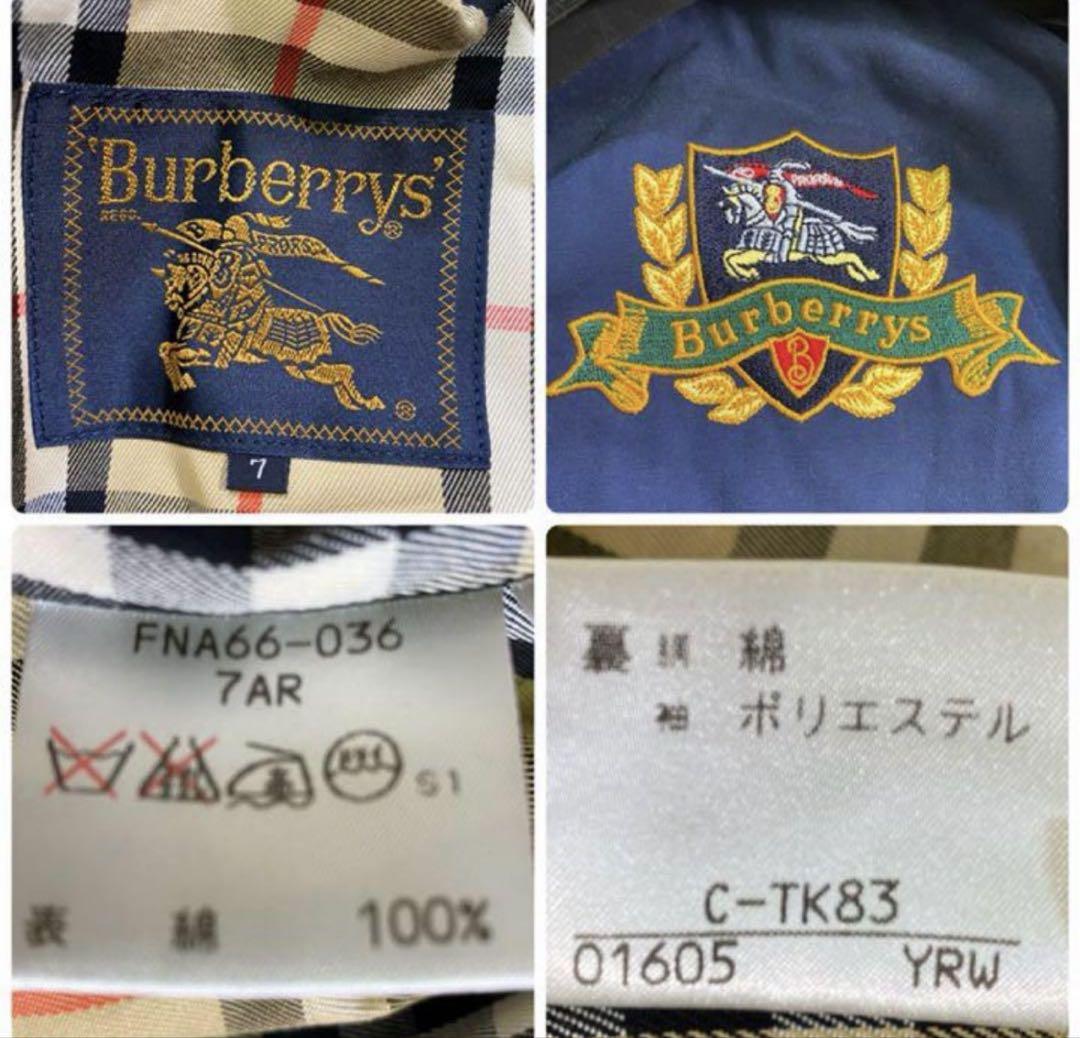 'Burberrys'®
REGD.
PRORSUM
®
7
PRORSUM
Burberrys
B
FNA66-036
7AR
S1
表 綿 100%
裏 綿
袖 ポリエステル
C-TK83
01605 YRW